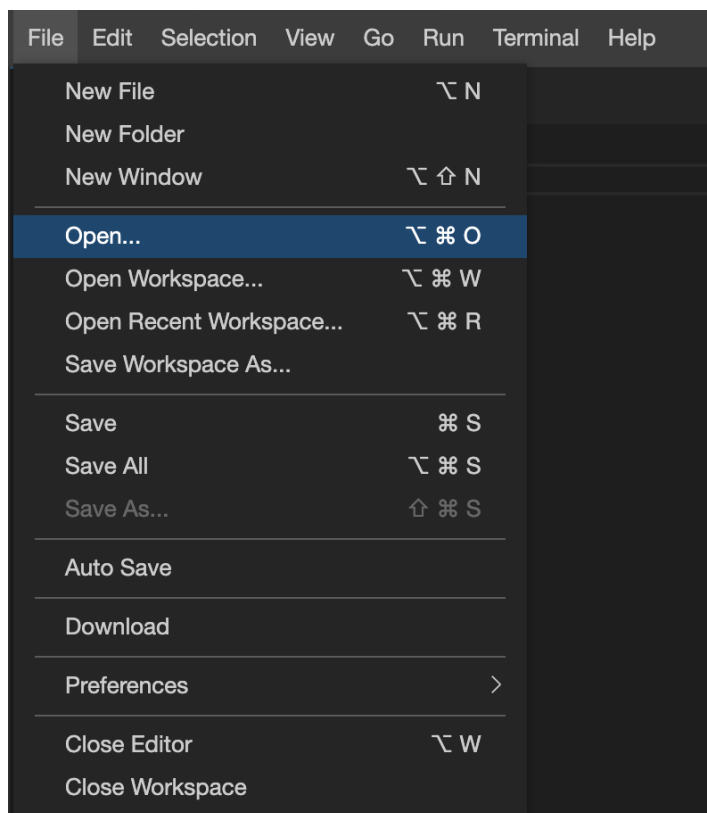 File Edit Selection View Go Run Terminal Help
New File ⌥ N
New Folder
New Window ⌥ ⇧ N
Open... ⌥ ⌘ O
Open Workspace... ⌥ ⌘ W
Open Recent Workspace... ⌥ ⌘ R
Save Workspace As...
Save ⌘ S
Save All ⌥ ⌘ S
Save As... ⇧ ⌘ S
Auto Save
Download
Preferences
Close Editor ⌥ W
Close Workspace